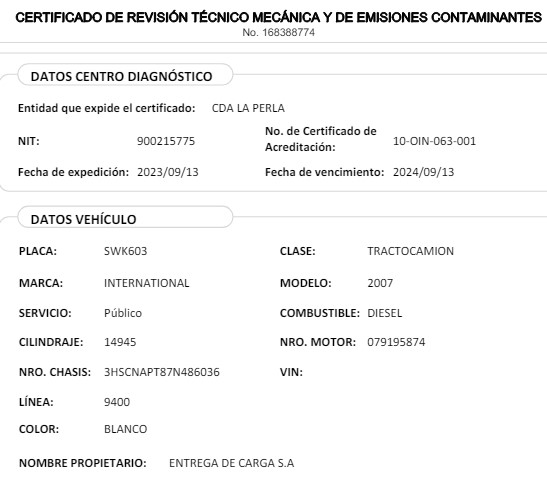 CERTIFICADO DE REVISIÓN TÉCNICO MECÁNICA Y DE EMISIONES CONTAMINANTES
No. 168388774
DATOS CENTRO DIAGNÓSTICO
Entidad que expide el certificado: CDA LA PERLA
NIT: 900215775 No. de Certificado de Acreditación: 10-OIN-063-001
Fecha de expedición: 2023/09/13 Fecha de vencimiento: 2024/09/13
DATOS VEHÍCULO
PLACA: SWK603 CLASE: TRACTOCAMION
MARCA: INTERNATIONAL MODELO: 2007
SERVICIO: Público COMBUSTIBLE: DIESEL
CILINDRAJE: 14945 NRO. MOTOR: 079195874
NRO. CHASIS: 3HSCNAPT87N486036 VIN:
LÍNEA: 9400
COLOR: BLANCO
NOMBRE PROPIETARIO: ENTREGA DE CARGA S.A